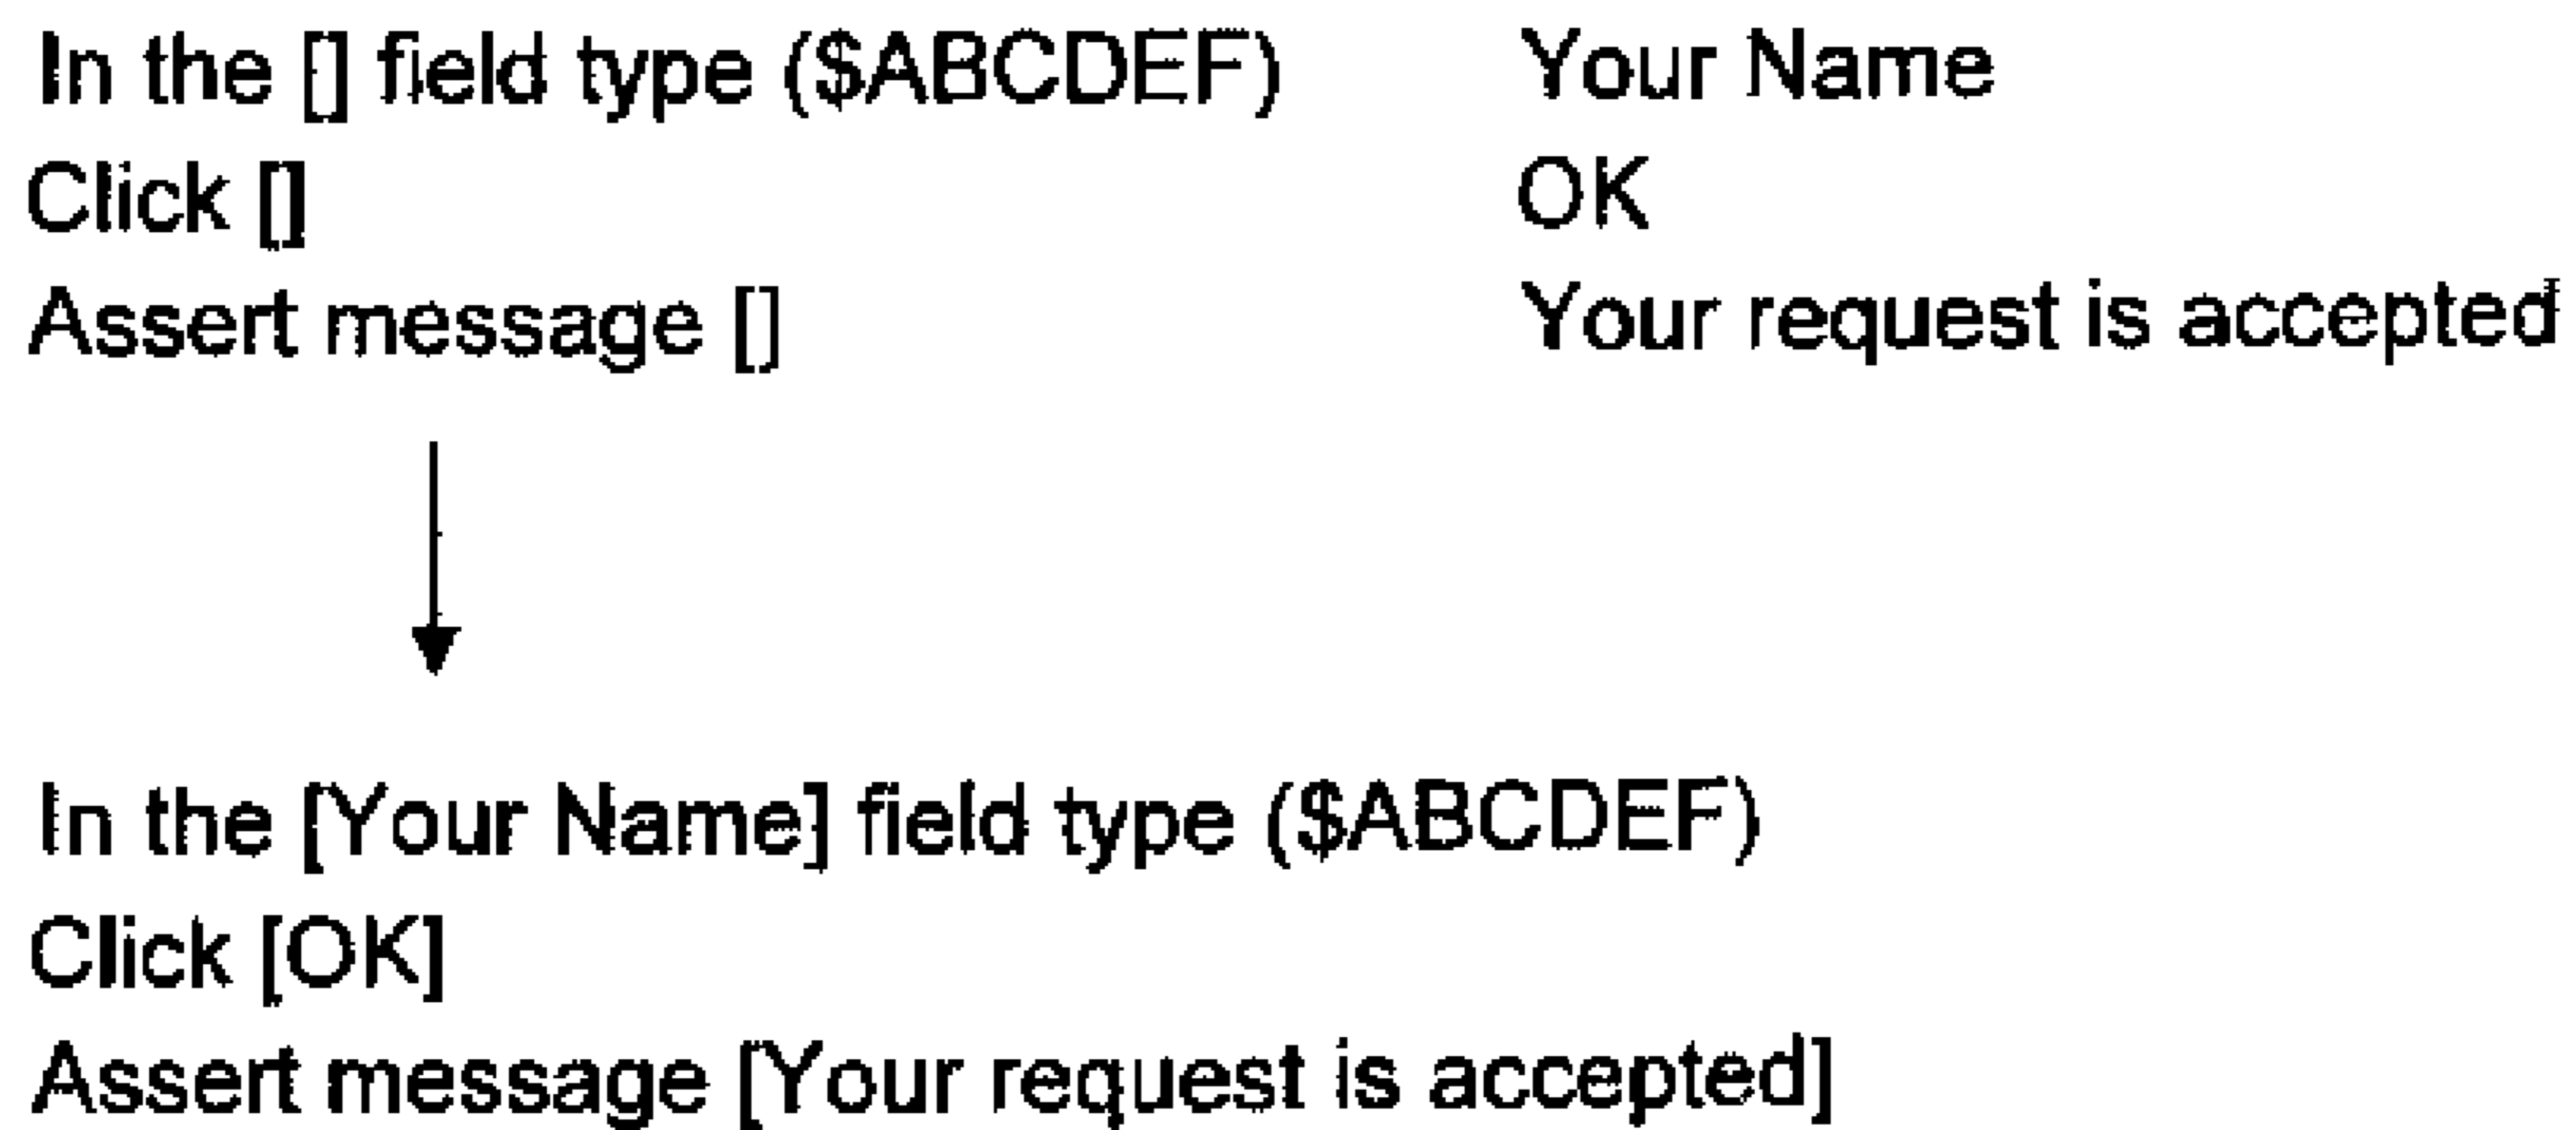 In the [] field type ($ABCDEF) Your Name
Click [] OK
Assert message [] Your request is accepted
In the [Your Name] field type ($ABCDEF)
Click [OK]
Assert message [Your request is accepted]